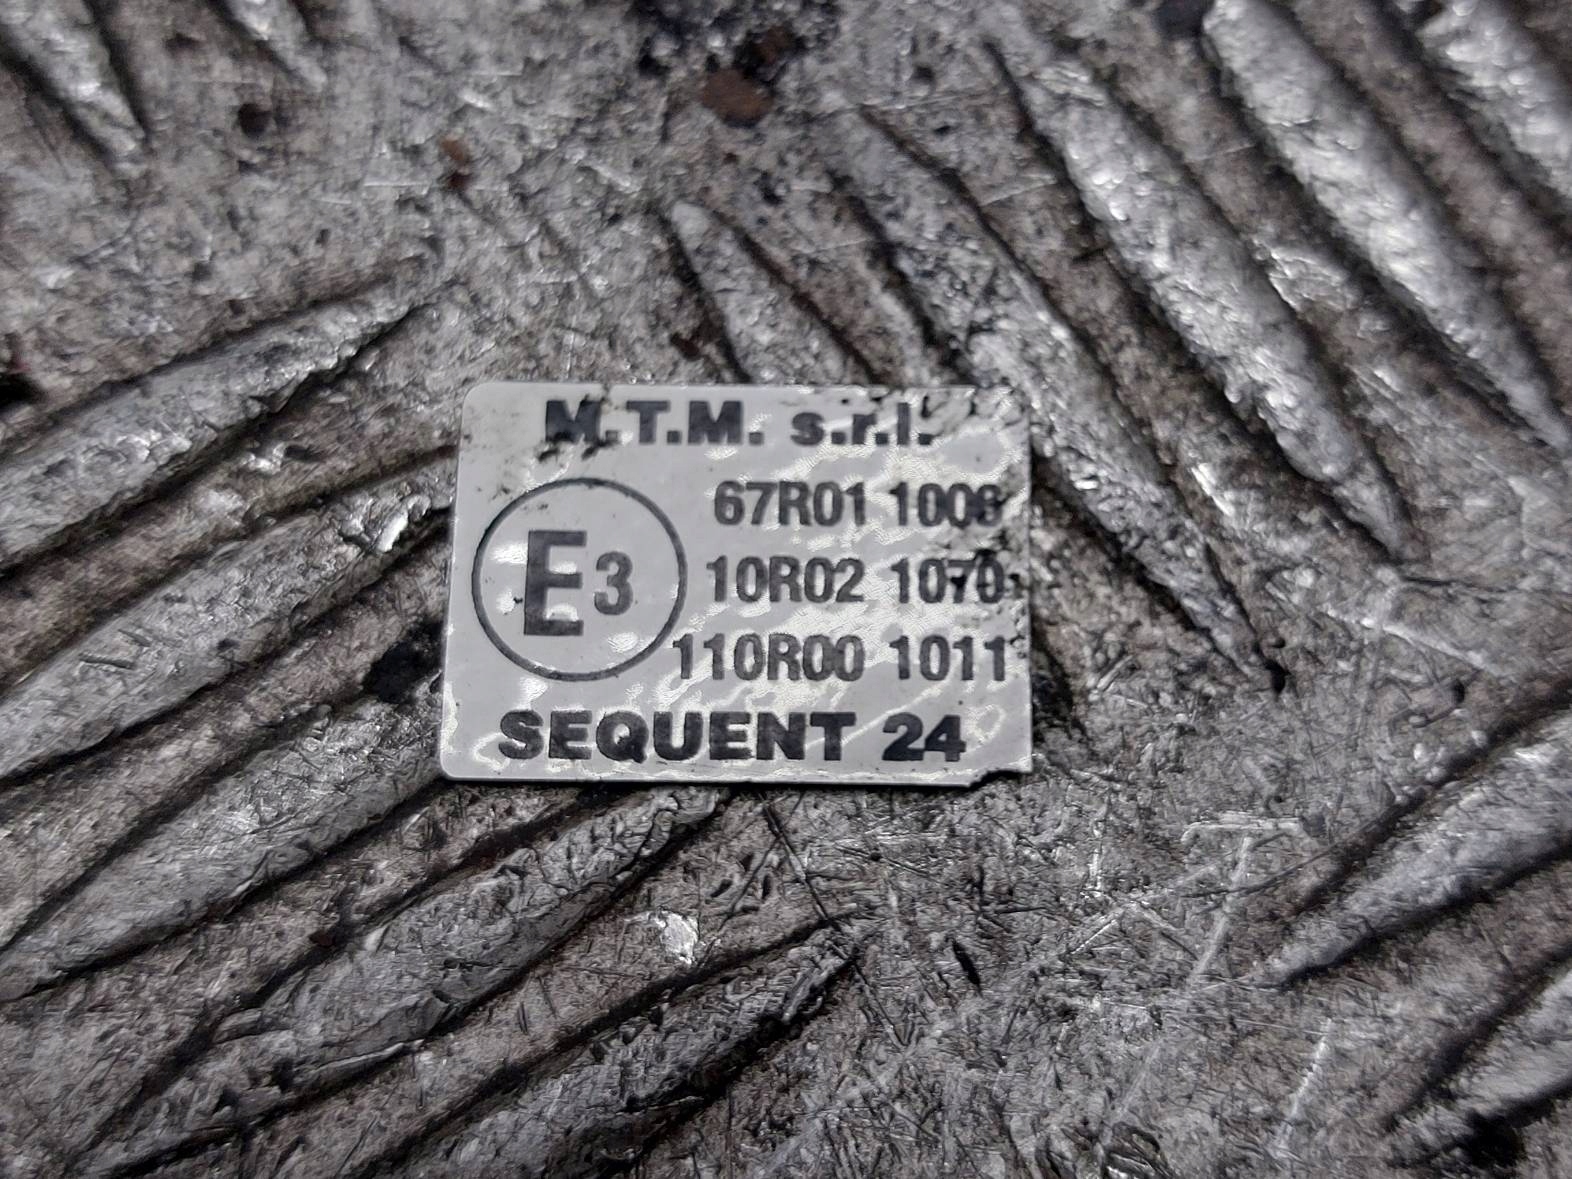 M.T.M. s.r.l.
E3
67R01 1006
10R02 1070
110R00 1011
SEQUENT 24